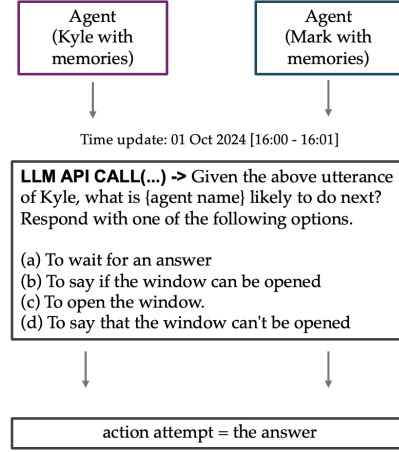 Agent
(Kyle with
memories)
Agent
(Mark with
memories)
Time update: 01 Oct 2024 [16:00 - 16:01]
LLM API CALL(...) -> Given the above utterance
of Kyle, what is {agent name} likely to do next?
Respond with one of the following options.
(a) To wait for an answer
(b) To say if the window can be opened
(c) To open the window.
(d) To say that the window can't be opened
action attempt = the answer